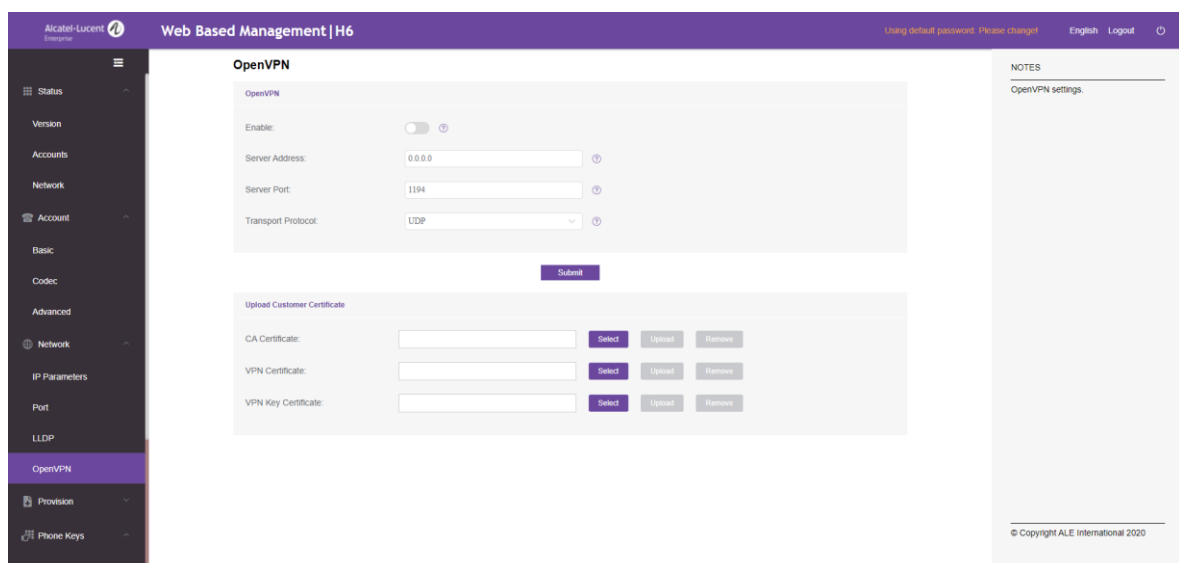 Alcatel-Lucent
Enterprise
Web Based Management | H6
Using default password. Please change!
English Logout
Status
Version
Accounts
Network
Account
Basic
Codec
Advanced
Network
IP Parameters
Port
LLDP
OpenVPN
Provision
Phone Keys
OpenVPN
OpenVPN
Enable:
Server Address: 0.0.0.0
Server Port: 1194
Transport Protocol: UDP
Submit
Upload Customer Certificate
CA Certificate: Select Upload Remove
VPN Certificate: Select Upload Remove
VPN Key Certificate: Select Upload Remove
NOTES
OpenVPN settings.
© Copyright ALE International 2020